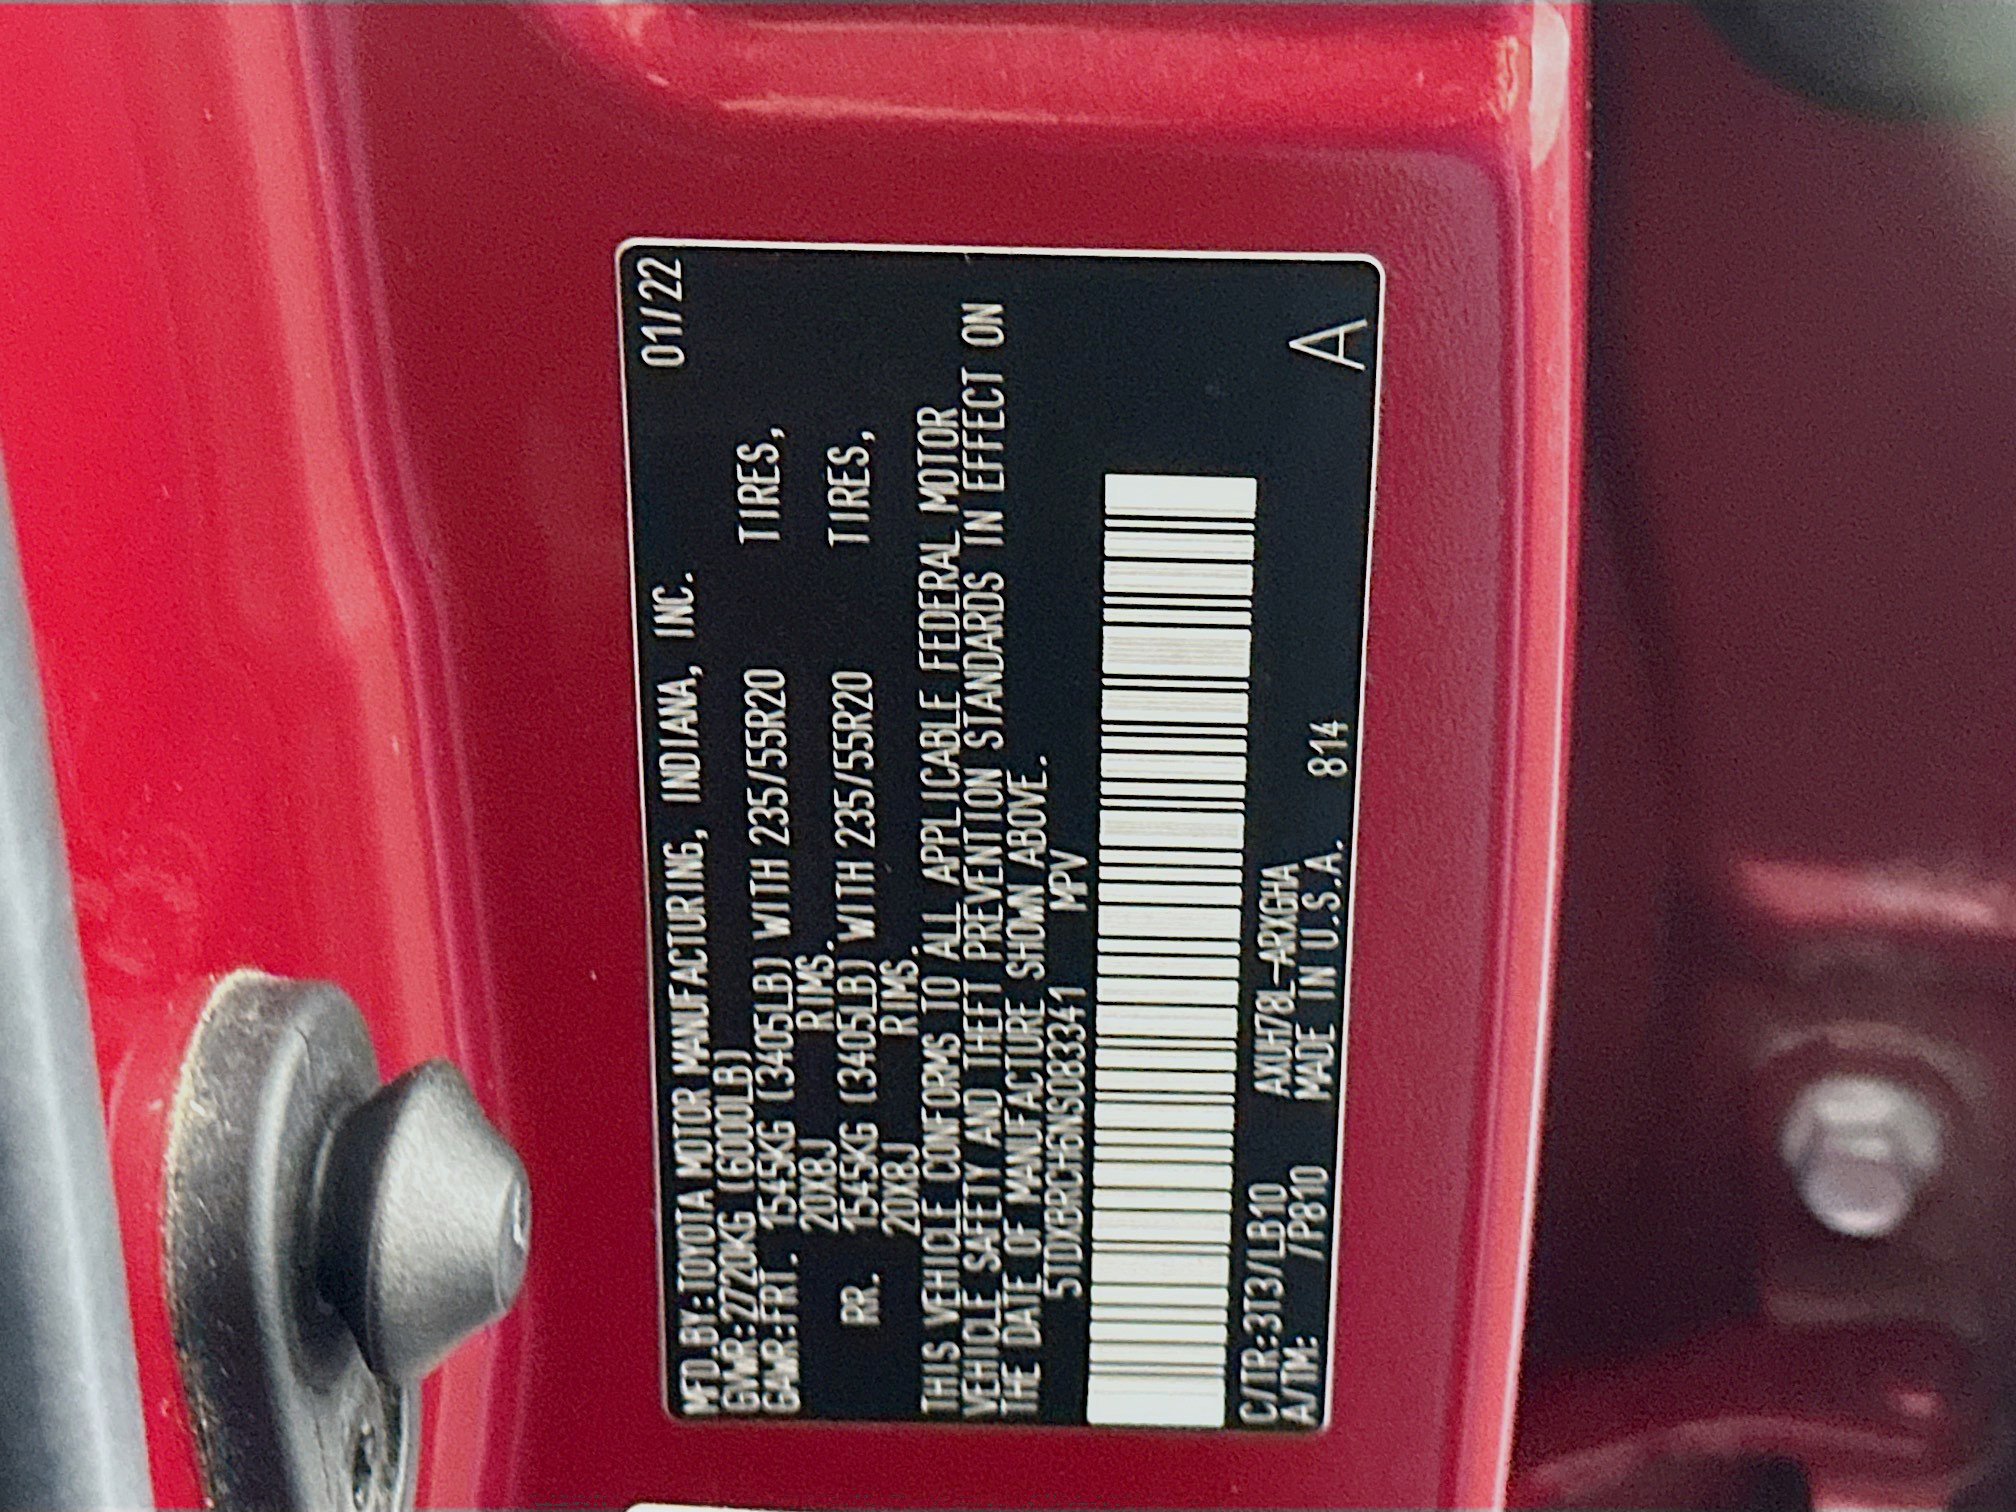 01/22
MFD.BY:TOYOTA MOTOR MANUFACTURING, INDIANA, INC.
GVWR:2720KG (6000LB)
GAWR:FRT. 1545KG (3405LB) WITH 235/55R20 TIRES,
20X8J RIMS.
RR. 1545KG (3405LB) WITH 235/55R20 TIRES,
20X8J RIMS.
THIS VEHICLE CONFORMS TO ALL APPLICABLE FEDERAL MOTOR
VEHICLE SAFETY AND THEFT PREVENTION STANDARDS IN EFFECT ON
THE DATE OF MANUFACTURE SHOWN ABOVE.
5TDXBRCH6NS083341 MPV
C/TR:3T3/LB10 AXUH78L-ARXGHA
A/TM: /P810 MADE IN U.S.A. 814
A